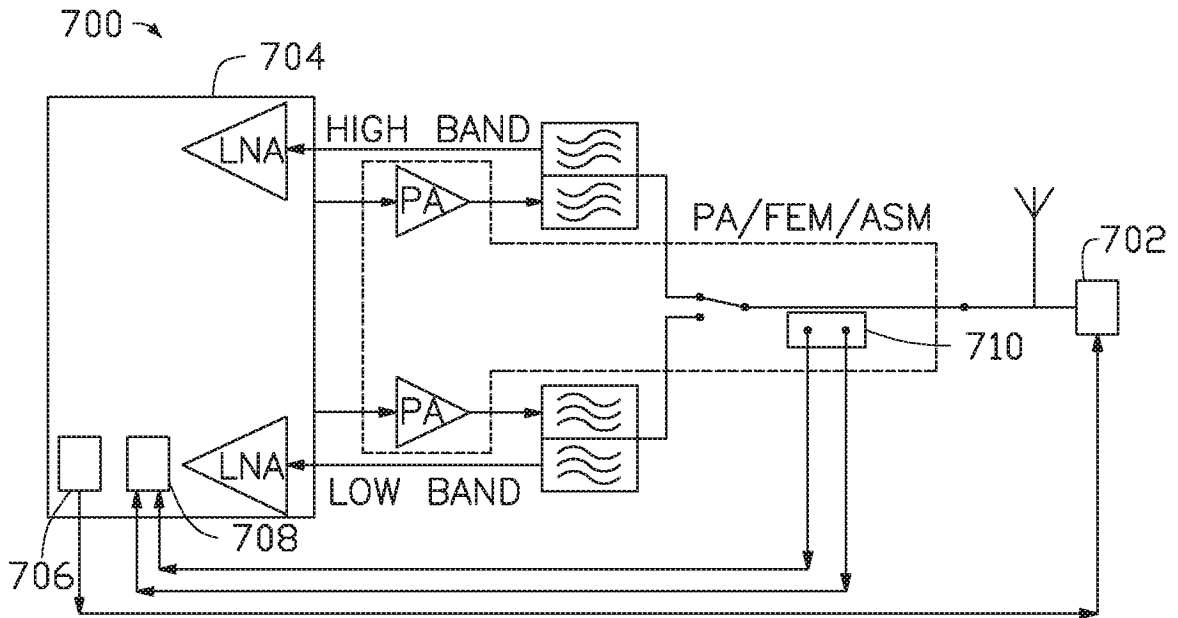 700
704
LNA
HIGH BAND
PA
PA/FEM/ASM
702
710
PA
LNA
LOW BAND
708
706